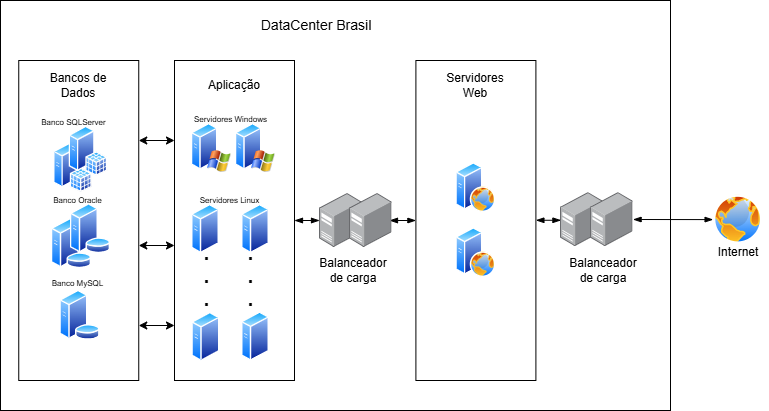 DataCenter Brasil
Bancos de
Dados
Banco SQLServer
Banco Oracle
Banco MySQL
Aplicação
Servidores Windows
Servidores Linux
Balanceador
de carga
Servidores
Web
Balanceador
de carga
Internet